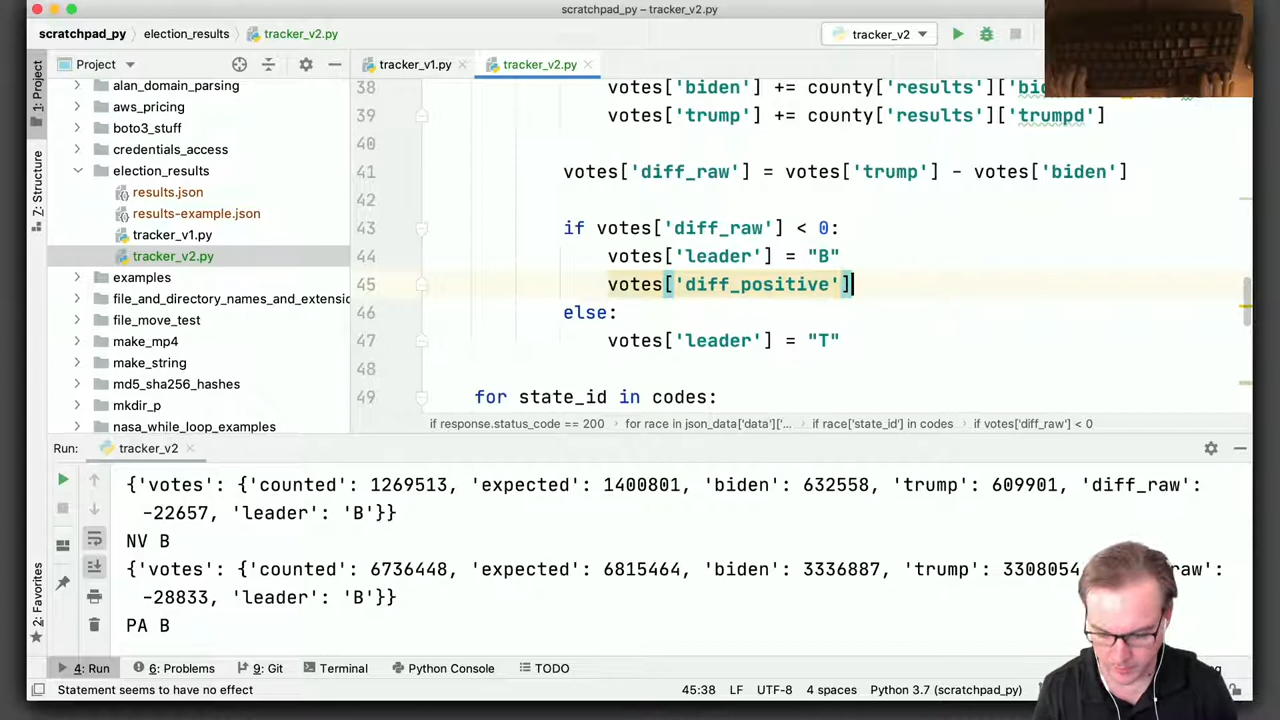 scratchpad_py – tracker_v2.py
scratchpad_py
election_results
tracker_v2.py
tracker_v2
1: Project
Z: Structure
2: Favorites
Project
alan_domain_parsing
aws_pricing
boto3_stuff
credentials_access
election_results
results.json
results-example.json
tracker_v1.py
tracker_v2.py
examples
file_and_directory_names_and_extensio
file_move_test
make_mp4
make_string
md5_sha256_hashes
mkdir_p
nasa_while_loop_examples
tracker_v1.py
tracker_v2.py
38 votes['biden'] += county['results']['bid
39 votes['trump'] += county['results']['trumpd']
40
41 votes['diff_raw'] = votes['trump'] - votes['biden']
42
43 if votes['diff_raw'] < 0:
44 votes['leader'] = "B"
45 votes['diff_positive']
46 else:
47 votes['leader'] = "T"
48
49 for state_id in codes:
if response.status_code == 200 › for race in json_data['data']['... › if race['state_id'] in codes › if votes['diff_raw'] < 0
Run: tracker_v2
{'votes': {'counted': 1269513, 'expected': 1400801, 'biden': 632558, 'trump': 609901, 'diff_raw':
-22657, 'leader': 'B'}}
NV B
{'votes': {'counted': 6736448, 'expected': 6815464, 'biden': 3336887, 'trump': 3308054
-28833, 'leader': 'B'}}
PA B
4: Run
6: Problems
9: Git
Terminal
Python Console
TODO
Statement seems to have no effect
45:38 LF UTF-8 4 spaces Python 3.7 (scratchpad_py)